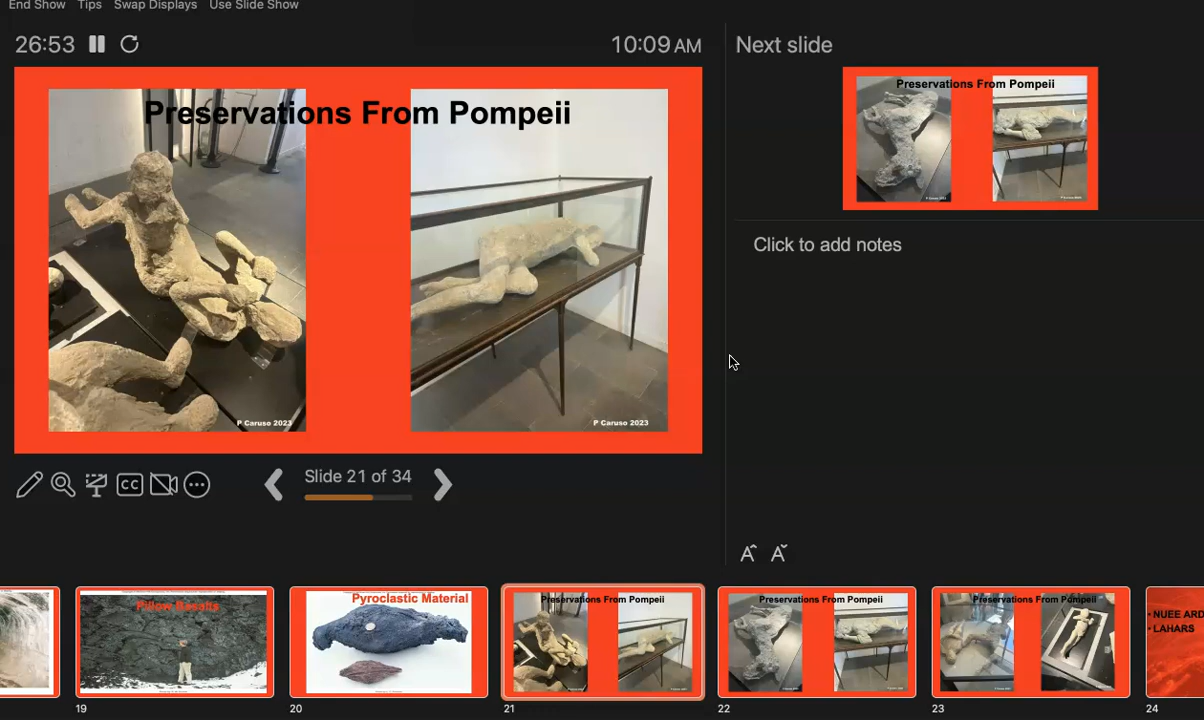 End Show Tips Swap Displays Use Slide Show
26:53
10:09 AM
Next slide
Preservations From Pompeii
P Caruso 2023
P Caruso 2023
Preservations From Pompeii
Click to add notes
CC
Slide 21 of 34
A A
Pillow Basalts
Pyroclastic Material
Preservations From Pompeii
Preservations From Pompeii
Preservations From Pompeii
• NUEE ARD
• LAHARS
19
20
21
22
23
24